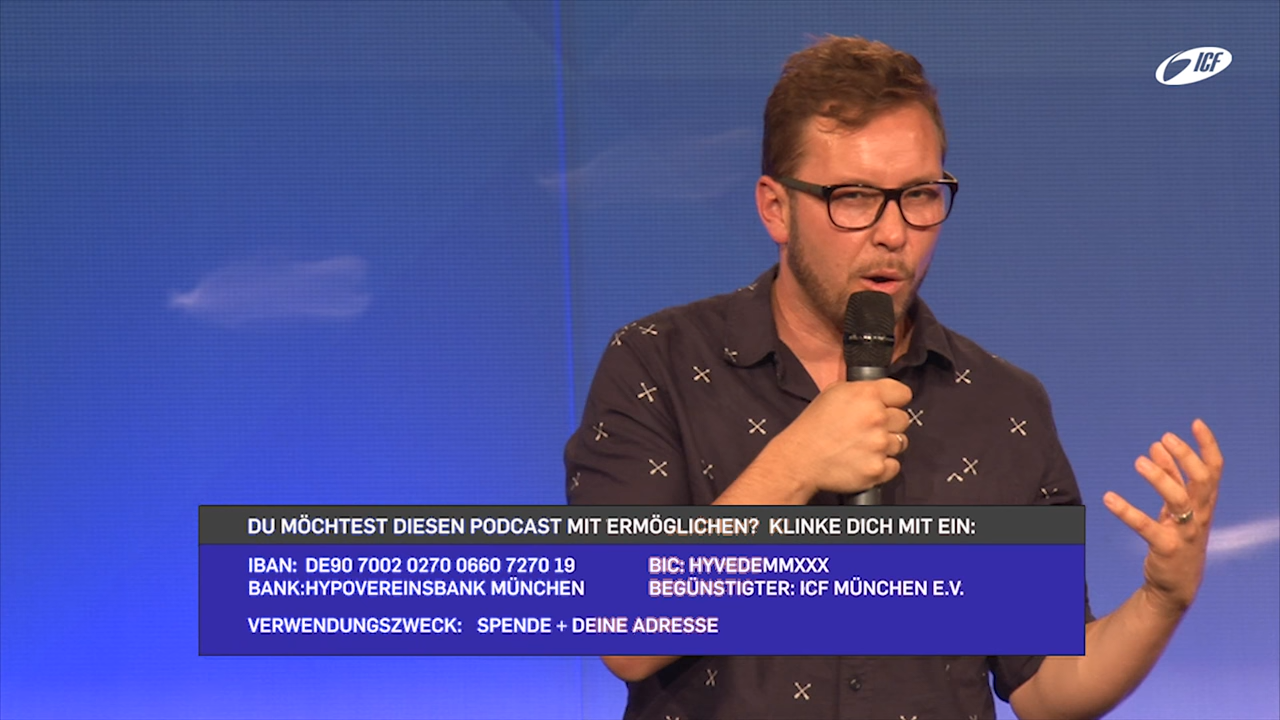 ICF
DU MÖCHTEST DIESEN PODCAST MIT ERMÖGLICHEN? KLINKE DICH MIT EIN:
IBAN: DE90 7002 0270 0660 7270 19
BIC: HYVEDEMMXXX
BANK:HYPOVEREINSBANK MÜNCHEN
BEGÜNSTIGTER: ICF MÜNCHEN E.V.
VERWENDUNGSZWECK: SPENDE + DEINE ADRESSE